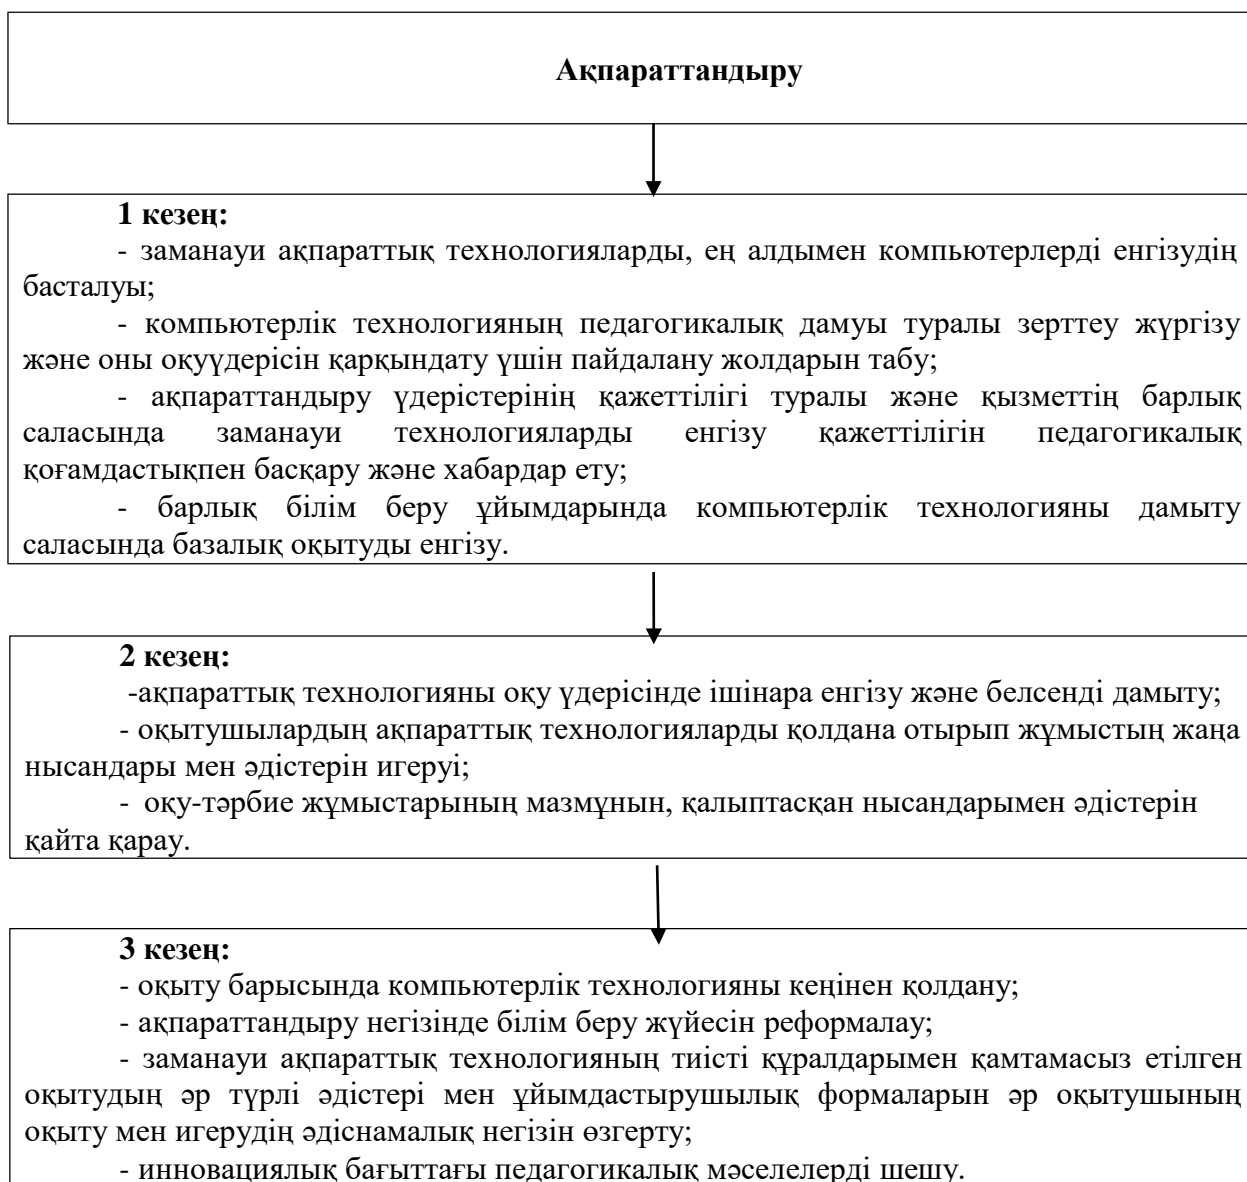 Ақпараттандыру
1 кезең:
- заманауи ақпараттық технологияларды, ең алдымен компьютерлерді енгізудің
басталуы;
- компьютерлік технологияның педагогикалық дамуы туралы зерттеу жүргізу
және оны оқуүдерісін қарқындату үшін пайдалану жолдарын табу;
- ақпараттандыру үдерістерінің қажеттілігі туралы және қызметтің барлық
саласында заманауи технологияларды енгізу қажеттілігін педагогикалық
қоғамдастықпен басқару және хабардар ету;
- барлық білім беру ұйымдарында компьютерлік технологияны дамыту
саласында базалық оқытуды енгізу.
2 кезең:
-ақпараттық технологияны оқу үдерісінде ішінара енгізу және белсенді дамыту;
- оқытушылардың ақпараттық технологияларды қолдана отырып жұмыстың жаңа
нысандары мен әдістерін игеруі;
- оқу-тәрбие жұмыстарының мазмұнын, қалыптасқан нысандарымен әдістерін
қайта қарау.
3 кезең:
- оқыту барысында компьютерлік технологияны кеңінен қолдану;
- ақпараттандыру негізінде білім беру жүйесін реформалау;
- заманауи ақпараттық технологияның тиісті құралдарымен қамтамасыз етілген
оқытудың әр түрлі әдістері мен ұйымдастырушылық формаларын әр оқытушының
оқыту мен игерудің әдіснамалық негізін өзгерту;
- инновациялық бағыттағы педагогикалық мәселелерді шешу.